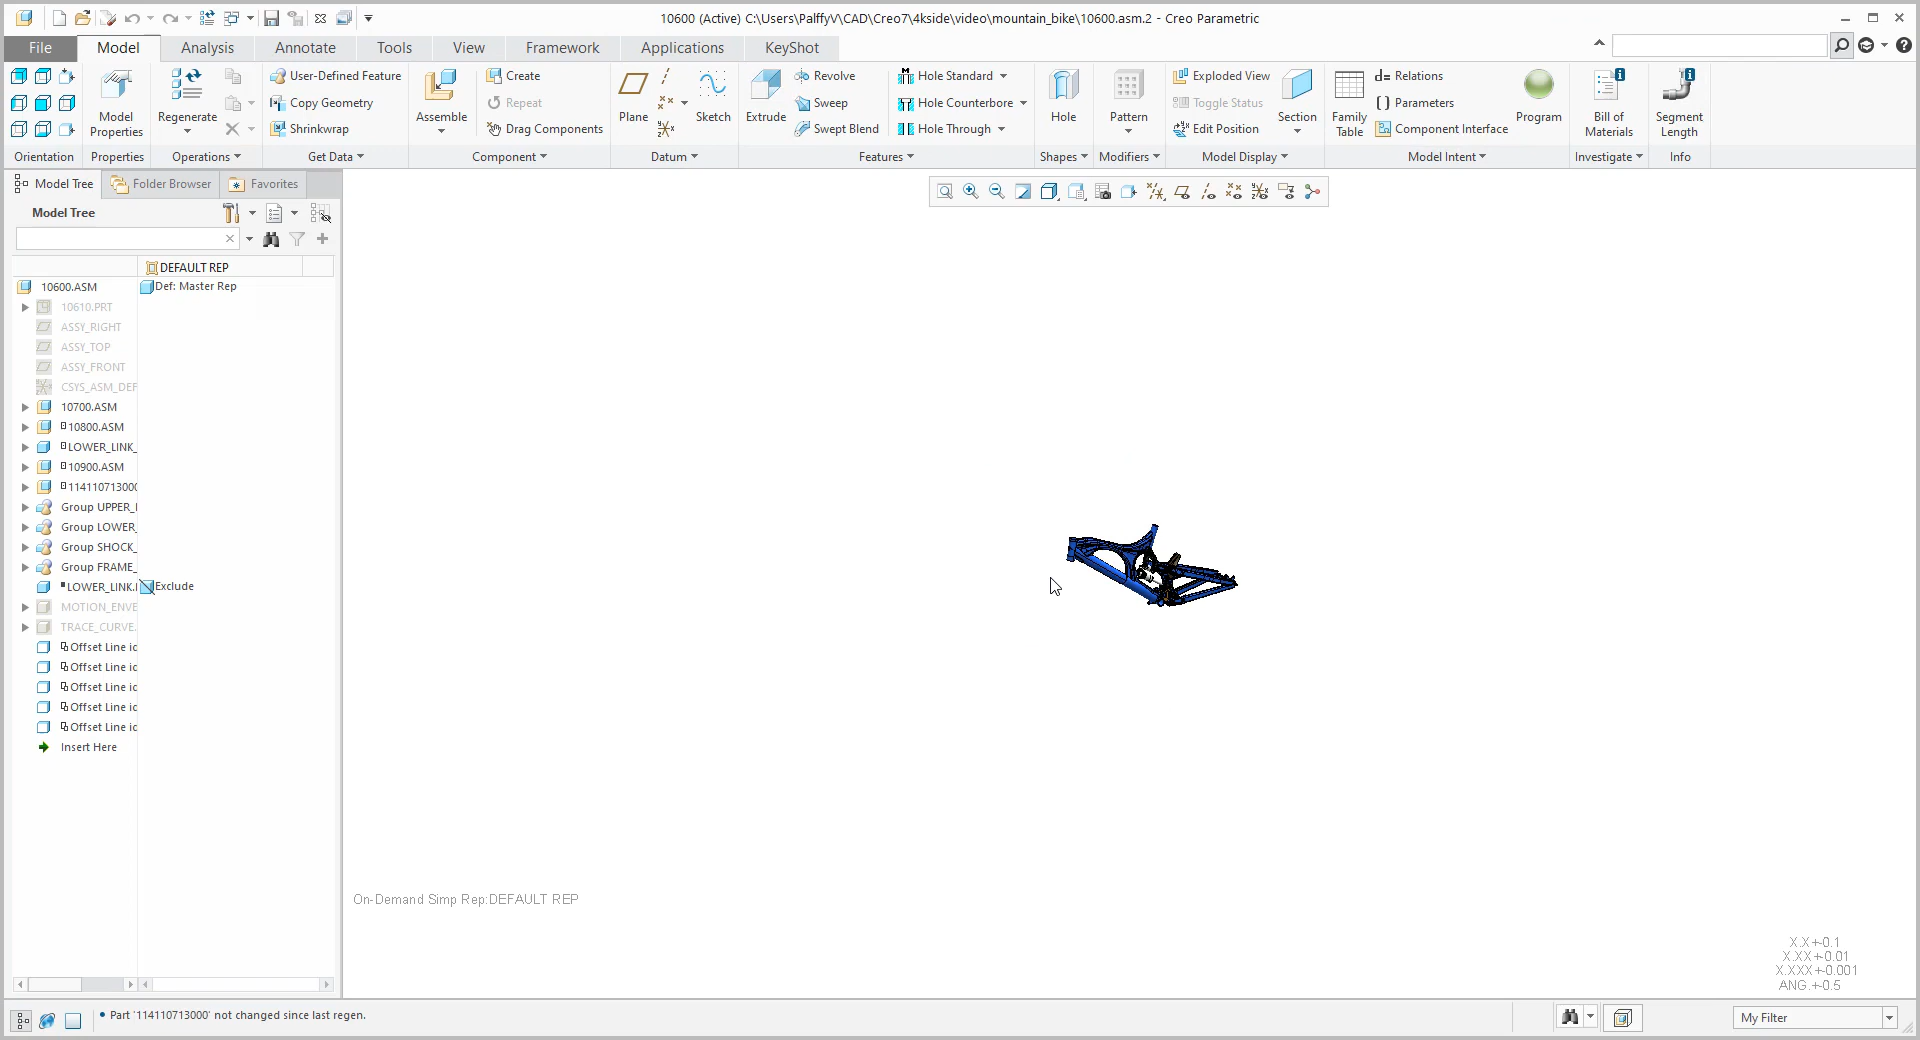 10600 (Active) C:\Users\PalffyV\CAD\Creo7\4kside\video\mountain_bike\10600.asm.2 - Creo Parametric
File Model Analysis Annotate Tools View Framework Applications KeyShot
Model Properties
Regenerate
User-Defined Feature
Copy Geometry
Shrinkwrap
Assemble
Create
Repeat
Drag Components
Plane
Sketch
Extrude
Revolve
Sweep
Swept Blend
Hole Standard
Hole Counterbore
Hole Through
Hole
Pattern
Exploded View
Toggle Status
Edit Position
Section
Family Table
d= Relations
( ) Parameters
Component Interface
Program
Bill of Materials
Segment Length
Orientation Properties Operations Get Data Component Datum Features Shapes Modifiers Model Display Model Intent Investigate Info
Model Tree Folder Browser Favorites
Model Tree
DEFAULT REP
10600.ASM Def: Master Rep
10610.PRT
ASSY_RIGHT
ASSY_TOP
ASSY_FRONT
CSYS_ASM_DEF
10700.ASM
10800.ASM
LOWER_LINK_
10900.ASM
114110713000
Group UPPER_
Group LOWER_
Group SHOCK_
Group FRAME_
LOWER_LINK. Exclude
MOTION_ENVE
TRACE_CURVE.
Offset Line id
Offset Line id
Offset Line id
Offset Line id
Offset Line id
Insert Here
On-Demand Simp Rep:DEFAULT REP
X.X+-0.1
X.XX+-0.01
X.XXX+-0.001
ANG.+-0.5
Part '114110713000' not changed since last regen.
My Filter